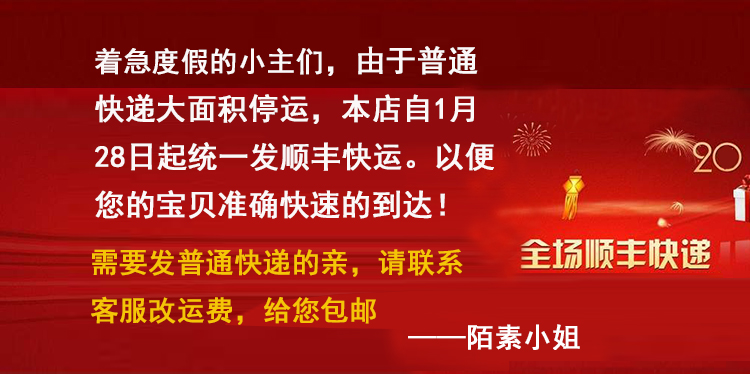 着急度假的小主们，由于普通
快递大面积停运，本店自1月
28日起统一发顺丰快运。以便
您的宝贝准确快速的到达！
20
全场顺丰快递
需要发普通快递的亲，请联系
客服改运费，给您包邮
——陌素小姐